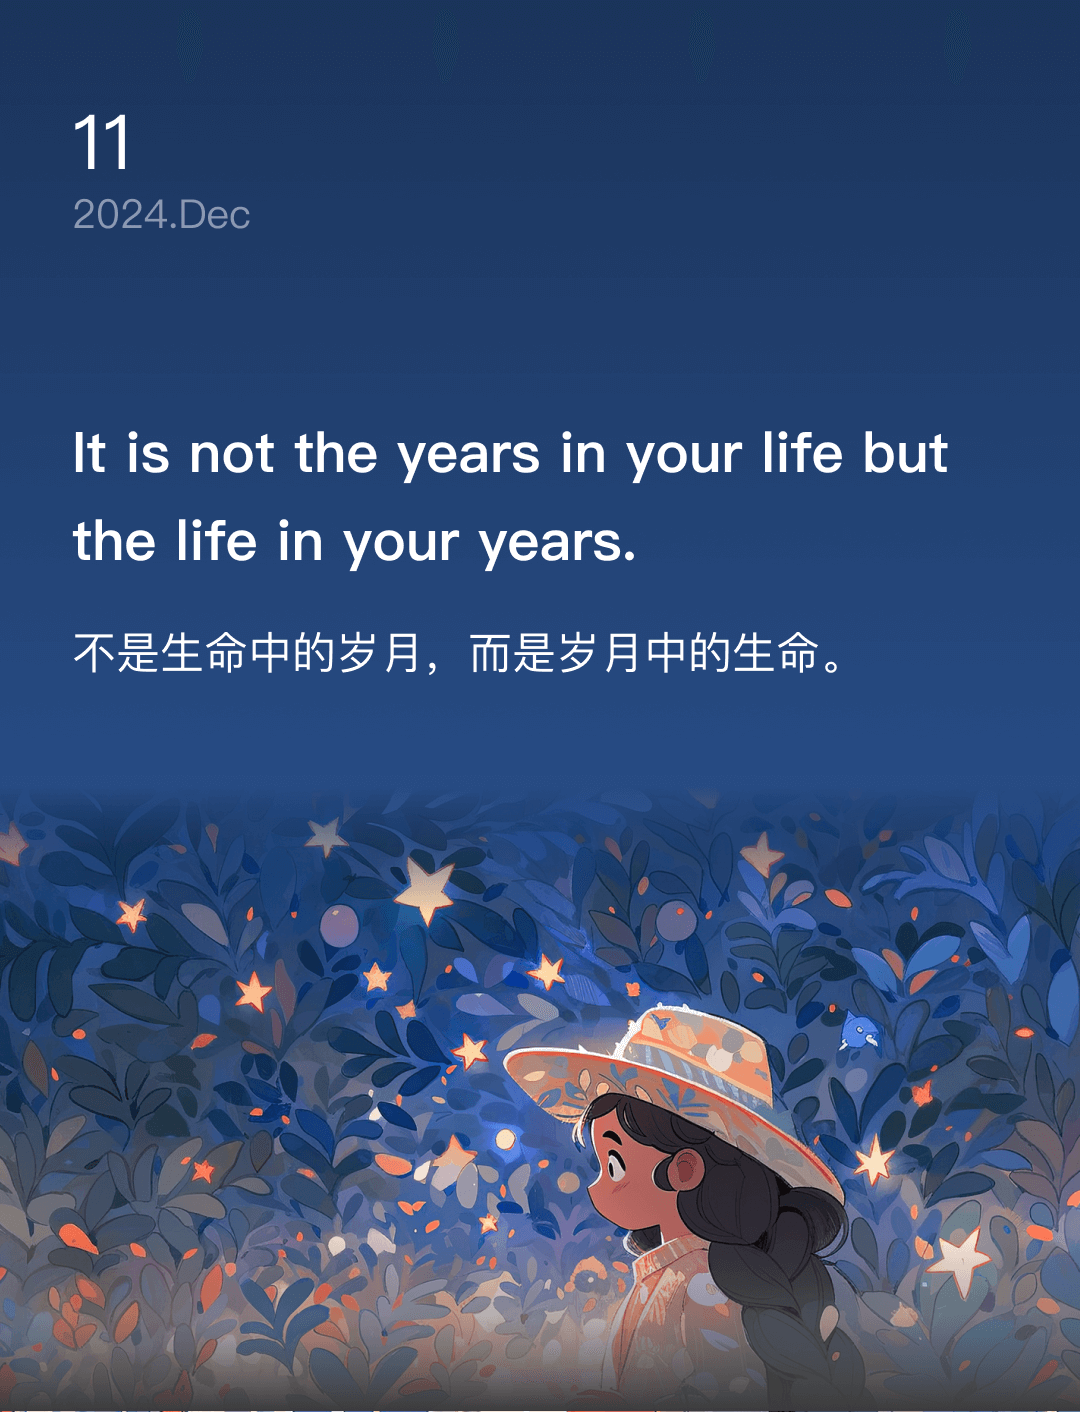 11
2024.Dec
It is not the years in your life but
the life in your years.
不是生命中的岁月，而是岁月中的生命。